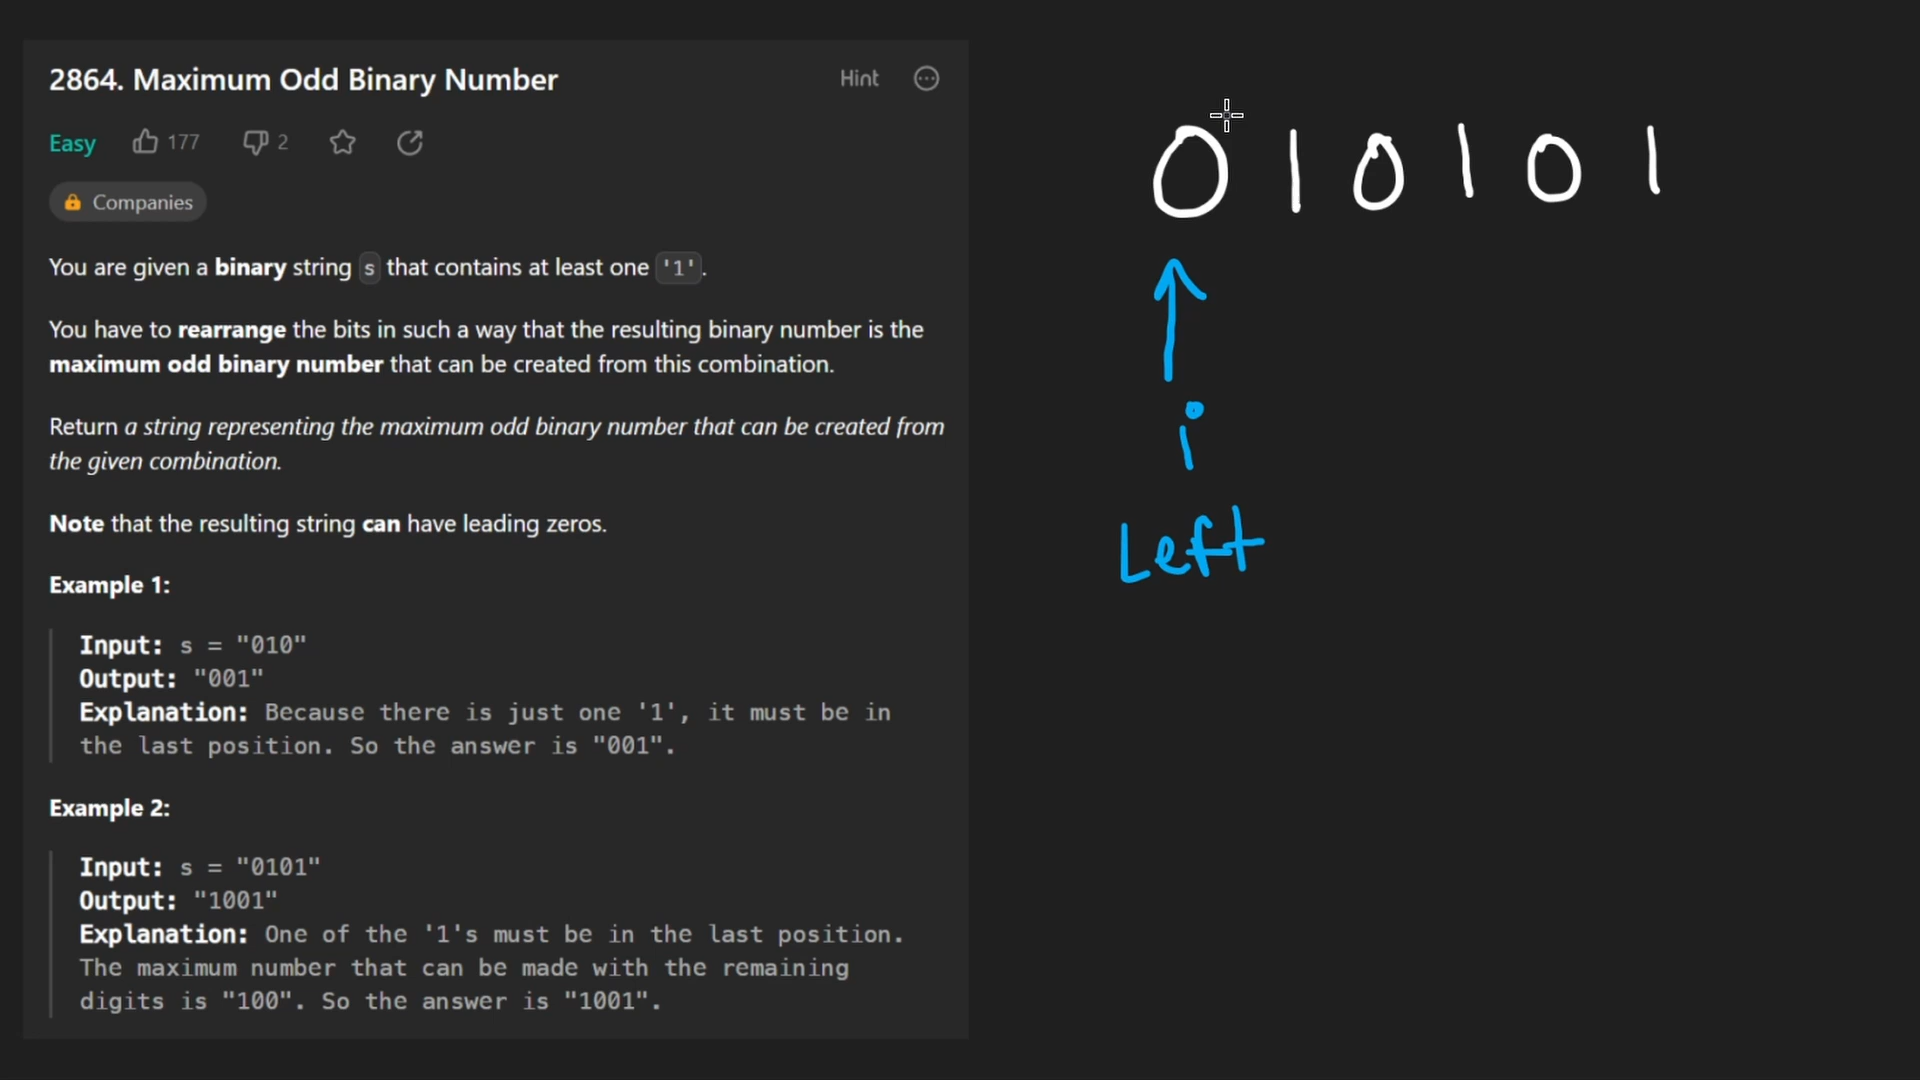 2864. Maximum Odd Binary Number
Hint
Easy 177 2
Companies
You are given a binary string s that contains at least one '1'.
You have to rearrange the bits in such a way that the resulting binary number is the
maximum odd binary number that can be created from this combination.
Return a string representing the maximum odd binary number that can be created from
the given combination.
Note that the resulting string can have leading zeros.
Example 1:
Input: s = "010"
Output: "001"
Explanation: Because there is just one '1', it must be in
the last position. So the answer is "001".
Example 2:
Input: s = "0101"
Output: "1001"
Explanation: One of the '1's must be in the last position.
The maximum number that can be made with the remaining
digits is "100". So the answer is "1001".
0 1 0 1 0 1
i
Left